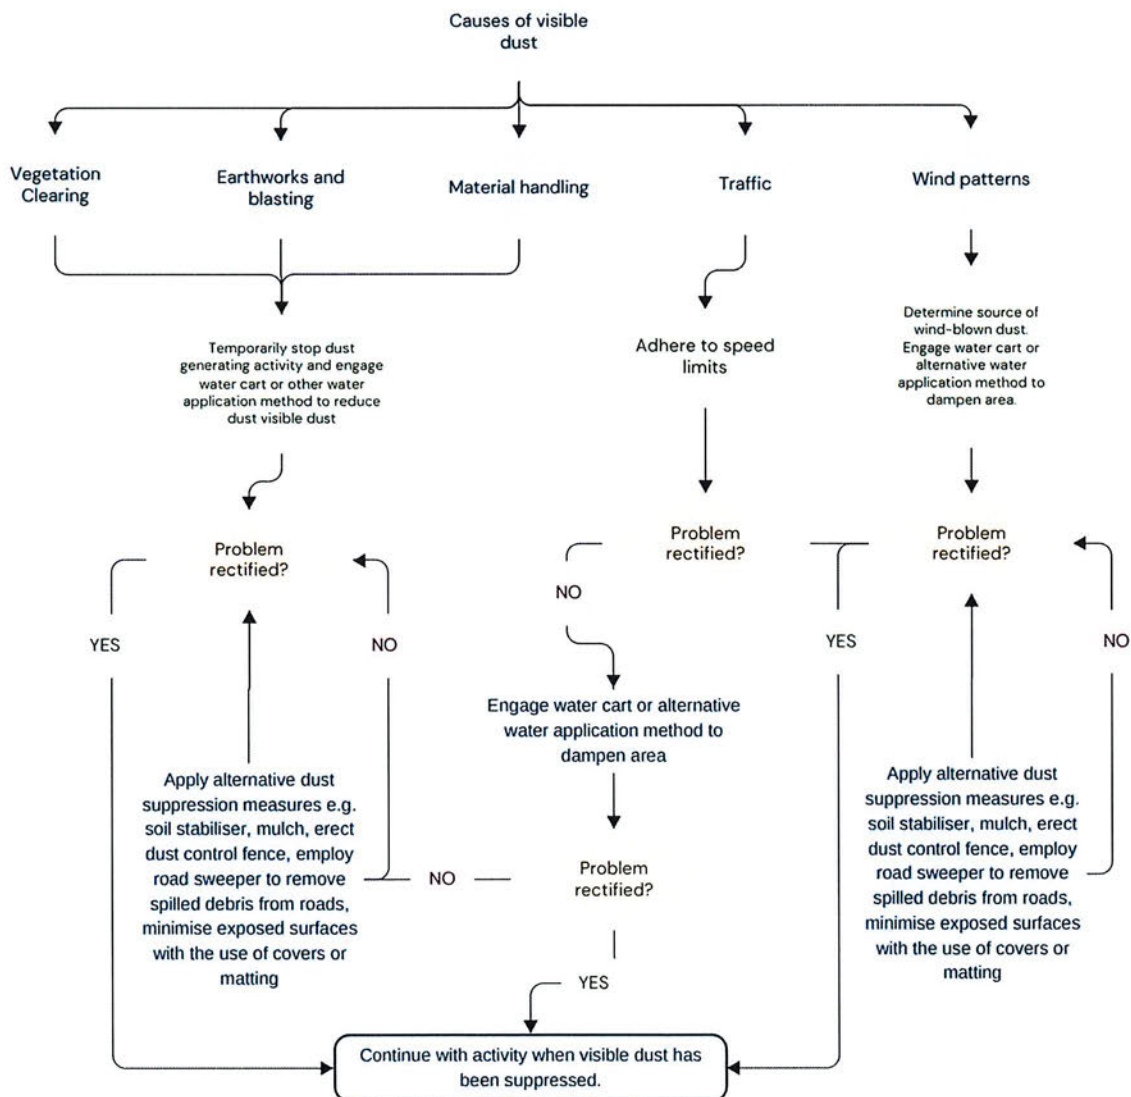 Causes of visible
dust
Vegetation
Clearing
Earthworks and
blasting
Material handling
Traffic
Wind patterns
Temporarily stop dust
generating activity and engage
water cart or other water
application method to reduce
dust visible dust
Adhere to speed
limits
Determine source of
wind-blown dust.
Engage water cart or
alternative water
application method to
dampen area.
Problem
rectified?
Problem
rectified?
Problem
rectified?
YES
NO
NO
YES
NO
Engage water cart or alternative
water application method to
dampen area
Apply alternative dust
suppression measures e.g.
soil stabiliser, mulch, erect
dust control fence, employ
road sweeper to remove
spilled debris from roads,
minimise exposed surfaces
with the use of covers or
matting
NO
Problem
rectified?
Apply alternative dust
suppression measures e.g.
soil stabiliser, mulch, erect
dust control fence, employ
road sweeper to remove
spilled debris from roads,
minimise exposed surfaces
with the use of covers or
matting
YES
Continue with activity when visible dust has
been suppressed.